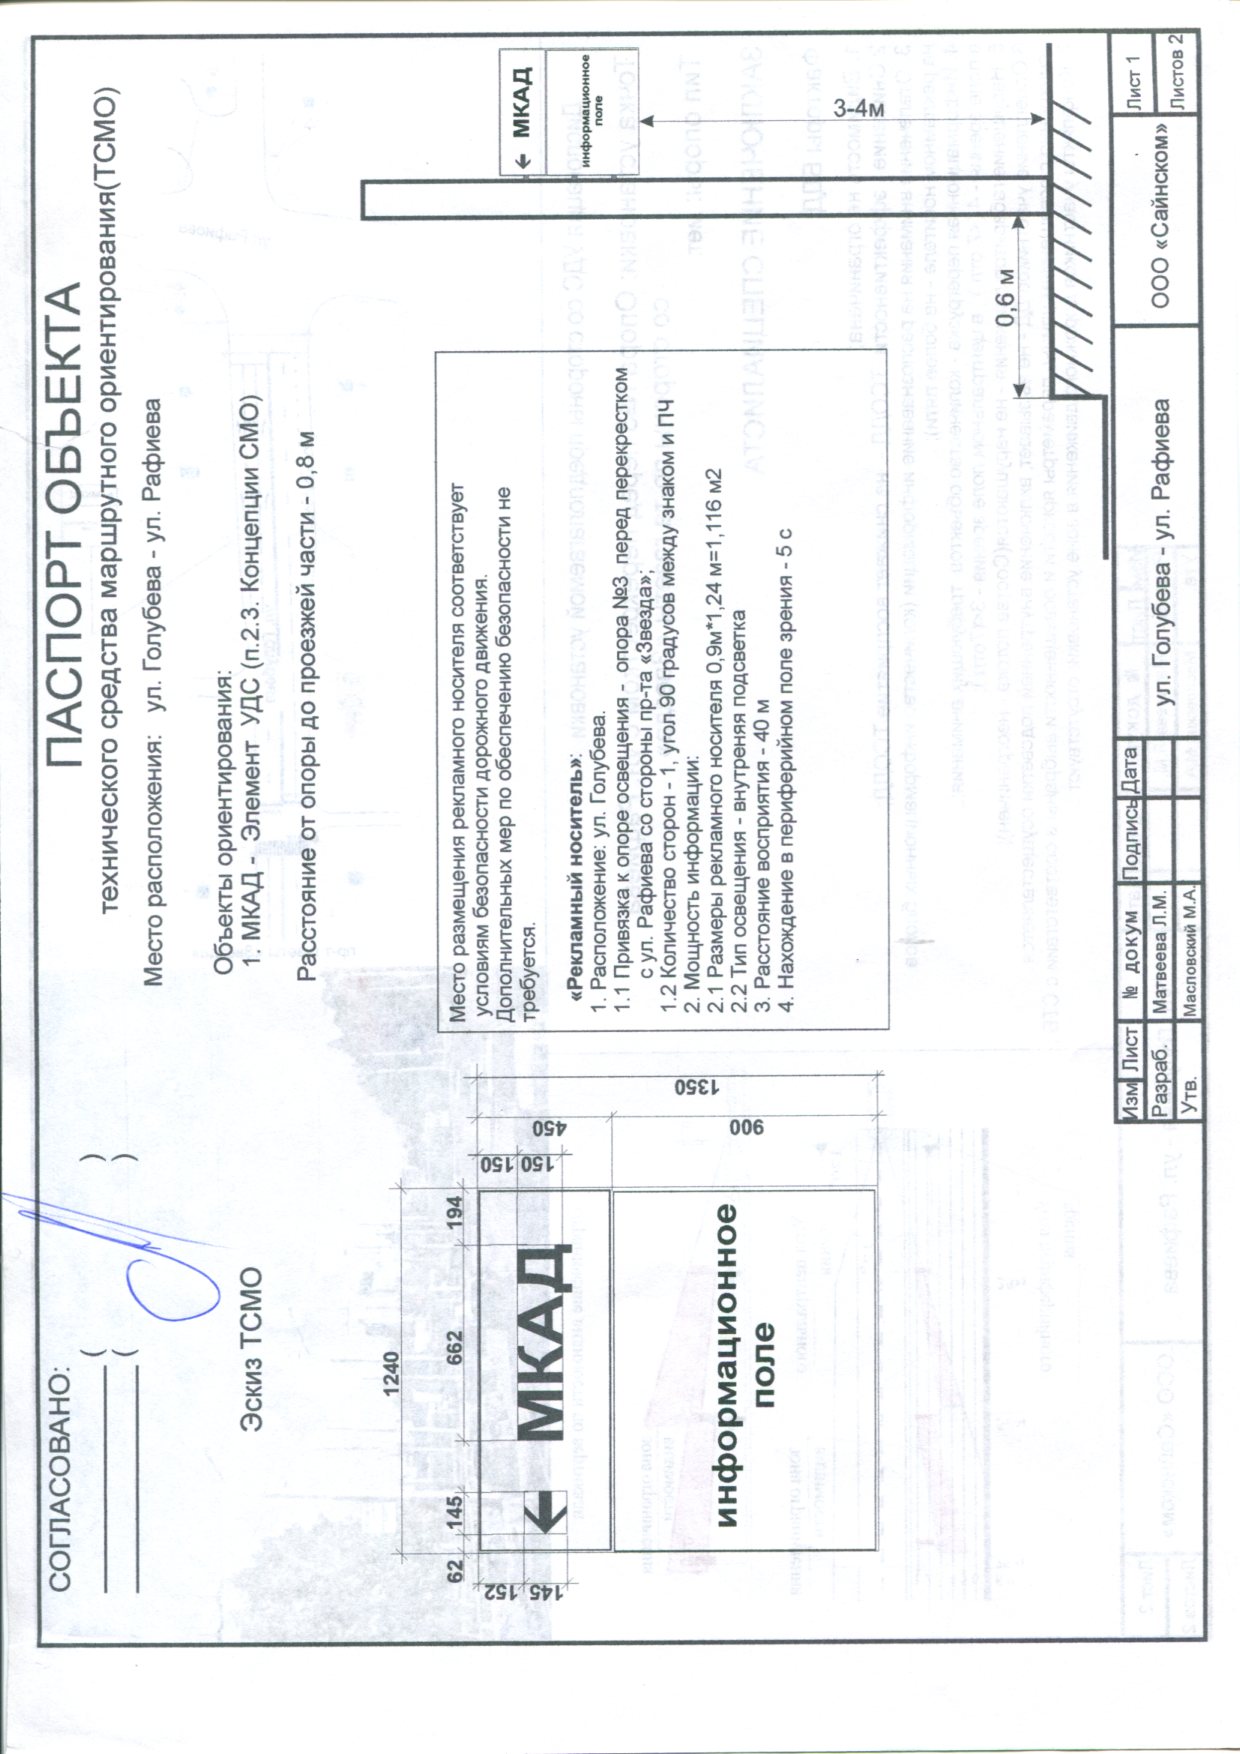 СОГЛАСОВАНО:
( )
( )
ПАСПОРТ ОБЪЕКТА
технического средства маршрутного ориентирования(ТСМО)
Место расположения: ул. Голубева - ул. Рафиева
Объекты ориентирования:
1. МКАД - Элемент УДС (п.2.3. Концепции СМО)
Расстояние от опоры до проезжей части - 0,8 м
Эскиз ТСМО
1240
62
145
662
194
152
145
150
150
450
900
1350
← МКАД
информационное
поле
Место размещения рекламного носителя соответствует
условиям безопасности дорожного движения.
Дополнительных мер по обеспечению безопасности не
требуется.
«Рекламный носитель»:
1. Расположение: ул. Голубева.
1.1 Привязка к опоре освещения - опора №3 перед перекрестком
с ул. Рафиева со стороны пр-та «Звезда»;
1.2 Количество сторон - 1, угол 90 градусов между знаком и ПЧ
2. Мощность информации:
2.1 Размеры рекламного носителя 0,9м*1,24 м=1,116 м2
2.2 Тип освещения - внутреняя подсветка
3. Расстояние восприятия - 40 м
4. Нахождение в периферийном поле зрения - 5 с
← МКАД
информационное
поле
3-4м
0,6 м
Изм Лист № докум Подпись Дата
Разраб. Матвеева Л.М.
Утв. Масловский М.А.
ул. Голубева - ул. Рафиева
ООО «Сайнском»
Лист 1
Листов 2